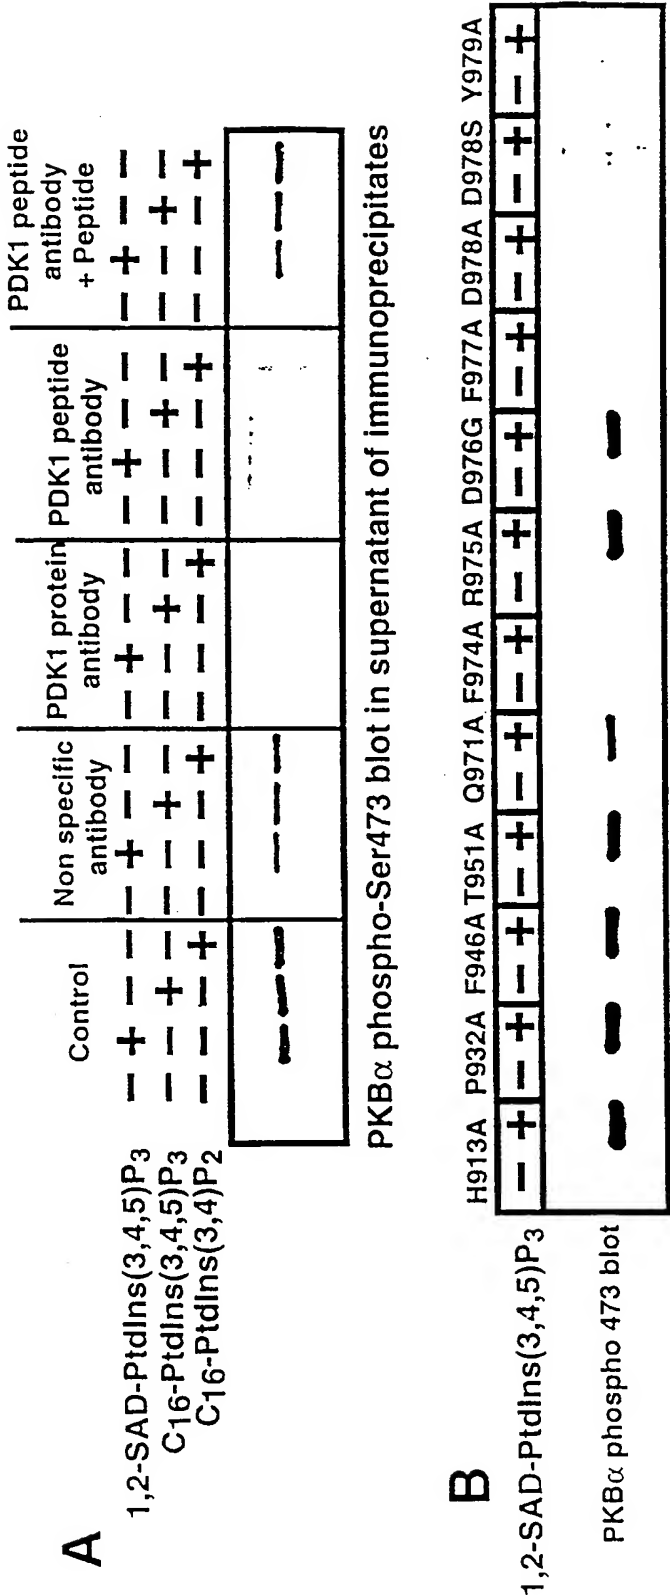 A
Control
Non specific antibody
PDK1 protein antibody
PDK1 peptide antibody
PDK1 peptide antibody + Peptide
1,2-SAD-PtdIns(3,4,5)P3 − + − − − + − − − + − − − + − − − + − −
C16-PtdIns(3,4,5)P3 − − + − − − + − − − + − − − + − − − + −
C16-PtdIns(3,4)P2 − − − + − − − + − − − + − − − + − − − +
PKBα phospho-Ser473 blot in supernatant of immunoprecipitates
B
H913A P932A F946A T951A Q971A F974A R975A D976G F977A D978A D978S Y979A
1,2-SAD-PtdIns(3,4,5)P3 − + − + − + − + − + − + − + − + − + − + − + − +
PKBα phospho 473 blot